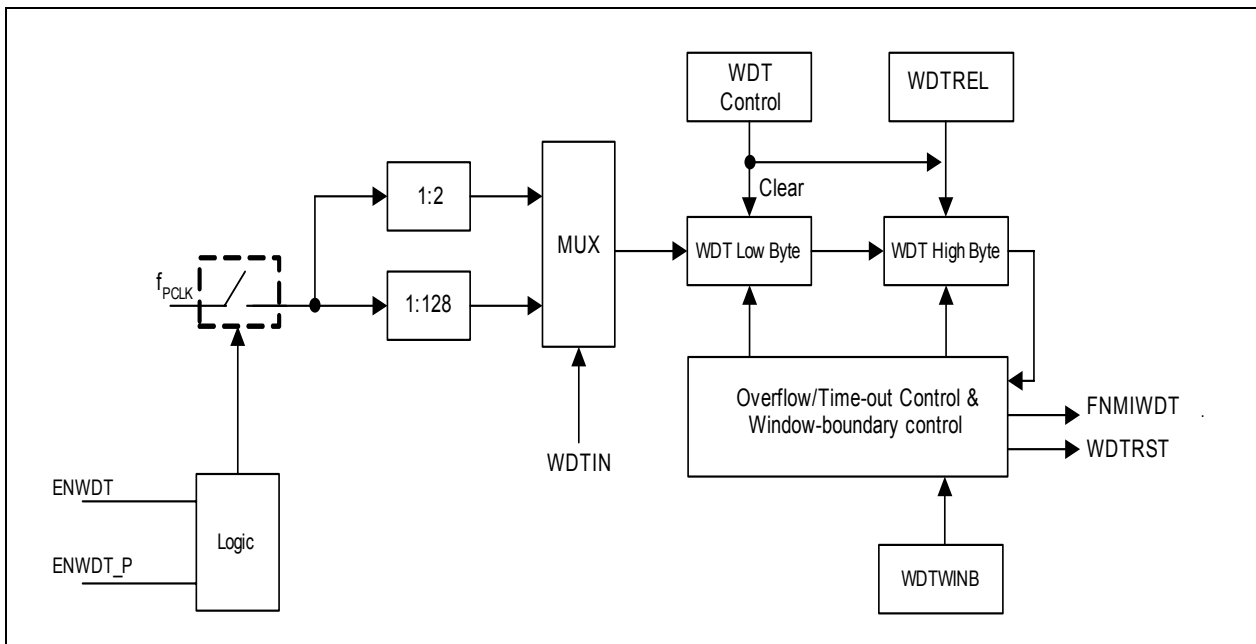 WDT
Control
WDTREL
1:2
Clear
MUX
WDT Low Byte
WDT High Byte
fPCLK
1:128
Overflow/Time-out Control &
Window-boundary control
FNMIWDT .
WDTRST
WDTIN
ENWDT
Logic
ENWDT_P
WDTWINB